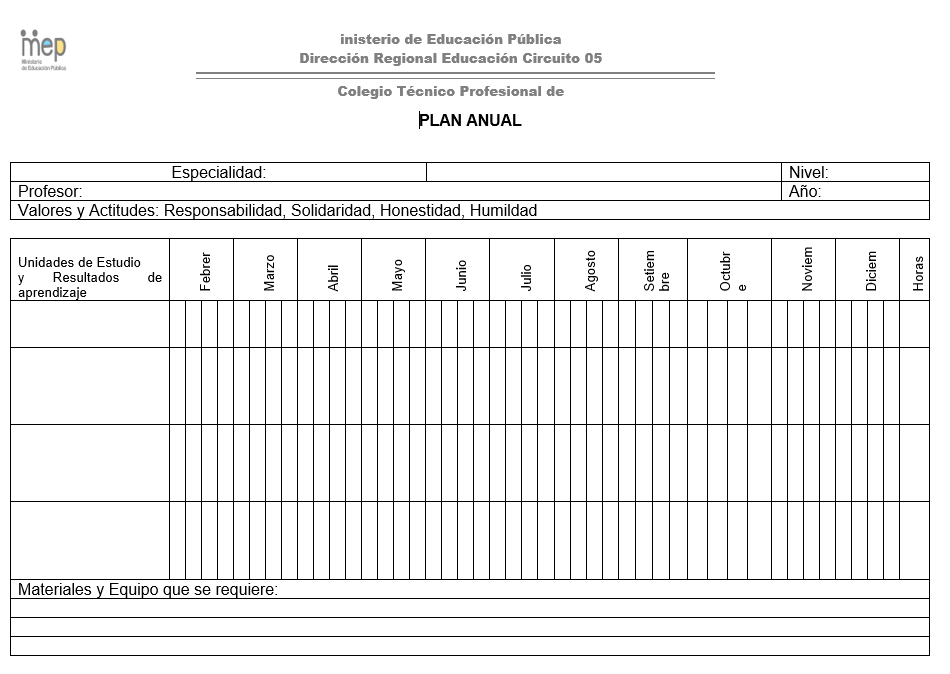 mep
Ministerio
de Educación Pública
inisterio de Educación Pública
Dirección Regional Educación Circuito 05
Colegio Técnico Profesional de
PLAN ANUAL
Especialidad:
Nivel:
Profesor:
Año:
Valores y Actitudes: Responsabilidad, Solidaridad, Honestidad, Humildad
Unidades de Estudio
y Resultados de
aprendizaje
Febrer
Marzo
Abril
Mayo
Junio
Julio
Agosto
Setiem
bre
Octubr
e
Noviem
Diciem
Horas
Materiales y Equipo que se requiere: